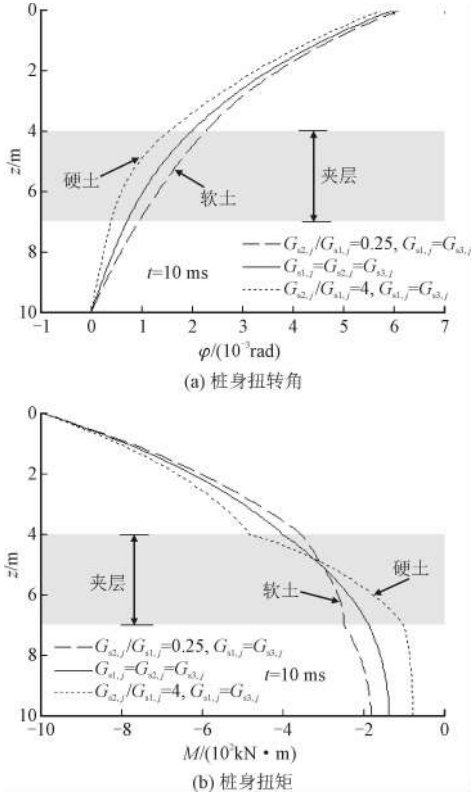 0
2
4
6
8
10
z/m
硬土
软土
夹层
G_{s2,j}/G_{s1,j}=0.25, G_{s1,j}=G_{s3,j}
G_{s1,j}=G_{s2,j}=G_{s3,j}
G_{s2,j}/G_{s1,j}=4, G_{s1,j}=G_{s3,j}
t=10 ms
−1 0 1 2 3 4 5 6 7
φ/(10⁻³rad)
(a) 桩身扭转角
0
2
4
6
8
10
z/m
夹层
硬土
软土
G_{s2,j}/G_{s1,j}=0.25, G_{s1,j}=G_{s3,j}
G_{s1,j}=G_{s2,j}=G_{s3,j}
t=10 ms
G_{s2,j}/G_{s1,j}=4, G_{s1,j}=G_{s3,j}
−10 −8 −6 −4 −2 0
M/(10²kN·m)
(b) 桩身扭矩